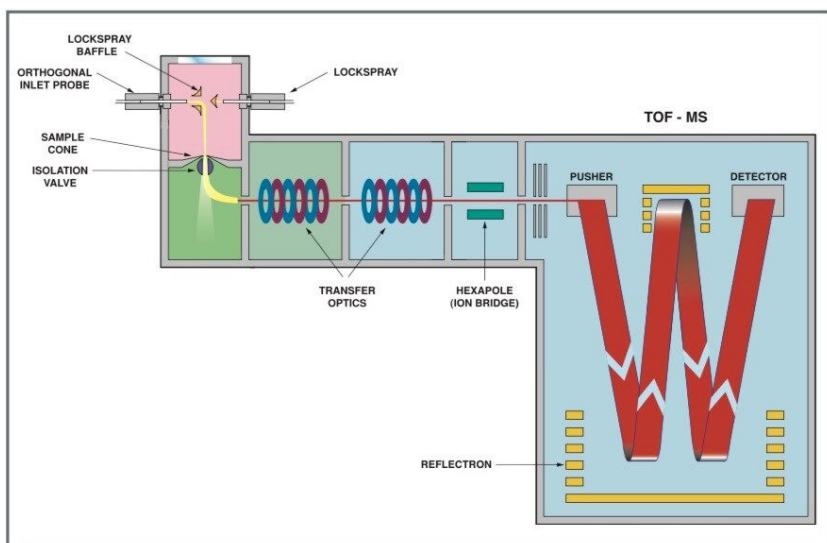 LOCKSPRAY
BAFFLE
ORTHOGONAL
INLET PROBE
LOCKSPRAY
SAMPLE
CONE
ISOLATION
VALVE
TOF - MS
PUSHER
DETECTOR
TRANSFER
OPTICS
HEXAPOLE
(ION BRIDGE)
REFLECTRON